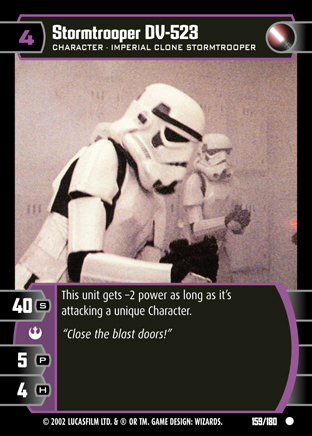 4
Stormtrooper DV-523
CHARACTER · IMPERIAL CLONE STORMTROOPER
40 S
This unit gets –2 power as long as it's
attacking a unique Character.
"Close the blast doors!"
5 P
4 H
© 2002 LUCASFILM LTD. & ® OR TM. GAME DESIGN: WIZARDS.
159/180